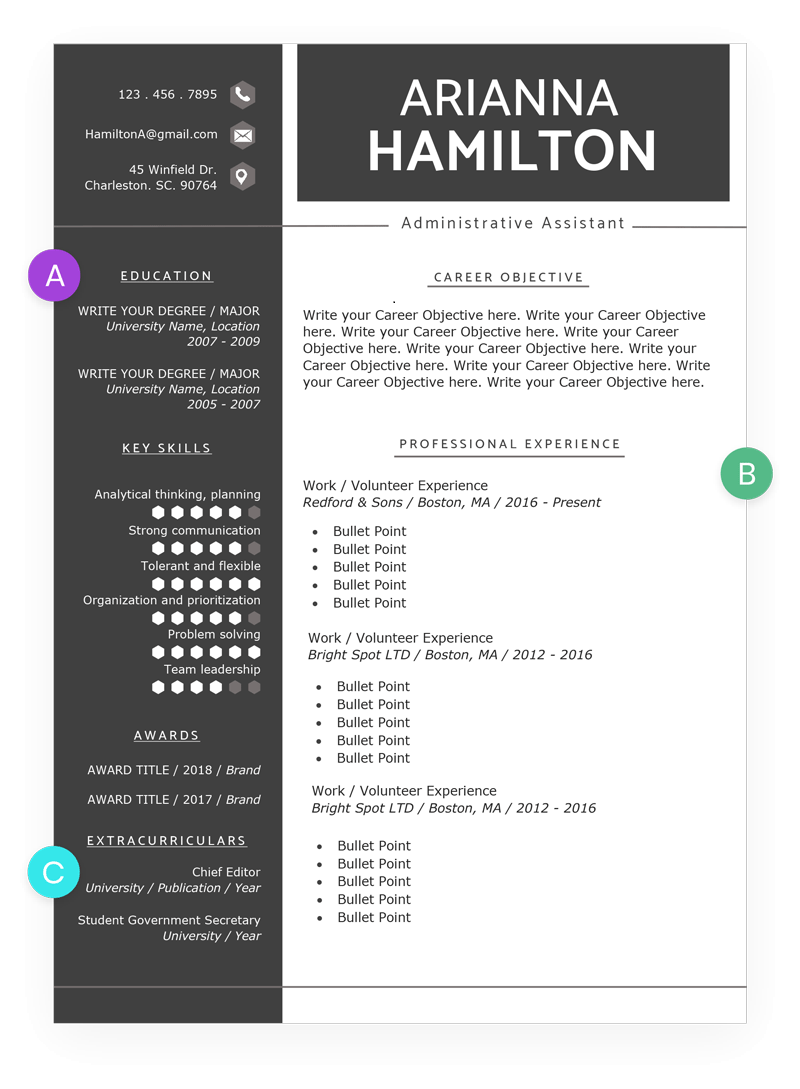 123 . 456 . 7895
HamiltonA@gmail.com
45 Winfield Dr.
Charleston. SC. 90764
ARIANNA
HAMILTON
Administrative Assistant
A
EDUCATION
WRITE YOUR DEGREE / MAJOR
University Name, Location
2007 - 2009
WRITE YOUR DEGREE / MAJOR
University Name, Location
2005 - 2007
KEY SKILLS
Analytical thinking, planning
Strong communication
Tolerant and flexible
Organization and prioritization
Problem solving
Team leadership
AWARDS
AWARD TITLE / 2018 / Brand
AWARD TITLE / 2017 / Brand
C
EXTRACURRICULARS
Chief Editor
University / Publication / Year
Student Government Secretary
University / Year
CAREER OBJECTIVE
.
Write your Career Objective here. Write your Career Objective
here. Write your Career Objective here. Write your Career
Objective here. Write your Career Objective here. Write your
Career Objective here. Write your Career Objective here. Write
your Career Objective here. Write your Career Objective here.
PROFESSIONAL EXPERIENCE
B
Work / Volunteer Experience
Redford & Sons / Boston, MA / 2016 - Present
• Bullet Point
• Bullet Point
• Bullet Point
• Bullet Point
• Bullet Point
Work / Volunteer Experience
Bright Spot LTD / Boston, MA / 2012 - 2016
• Bullet Point
• Bullet Point
• Bullet Point
• Bullet Point
• Bullet Point
Work / Volunteer Experience
Bright Spot LTD / Boston, MA / 2012 - 2016
• Bullet Point
• Bullet Point
• Bullet Point
• Bullet Point
• Bullet Point